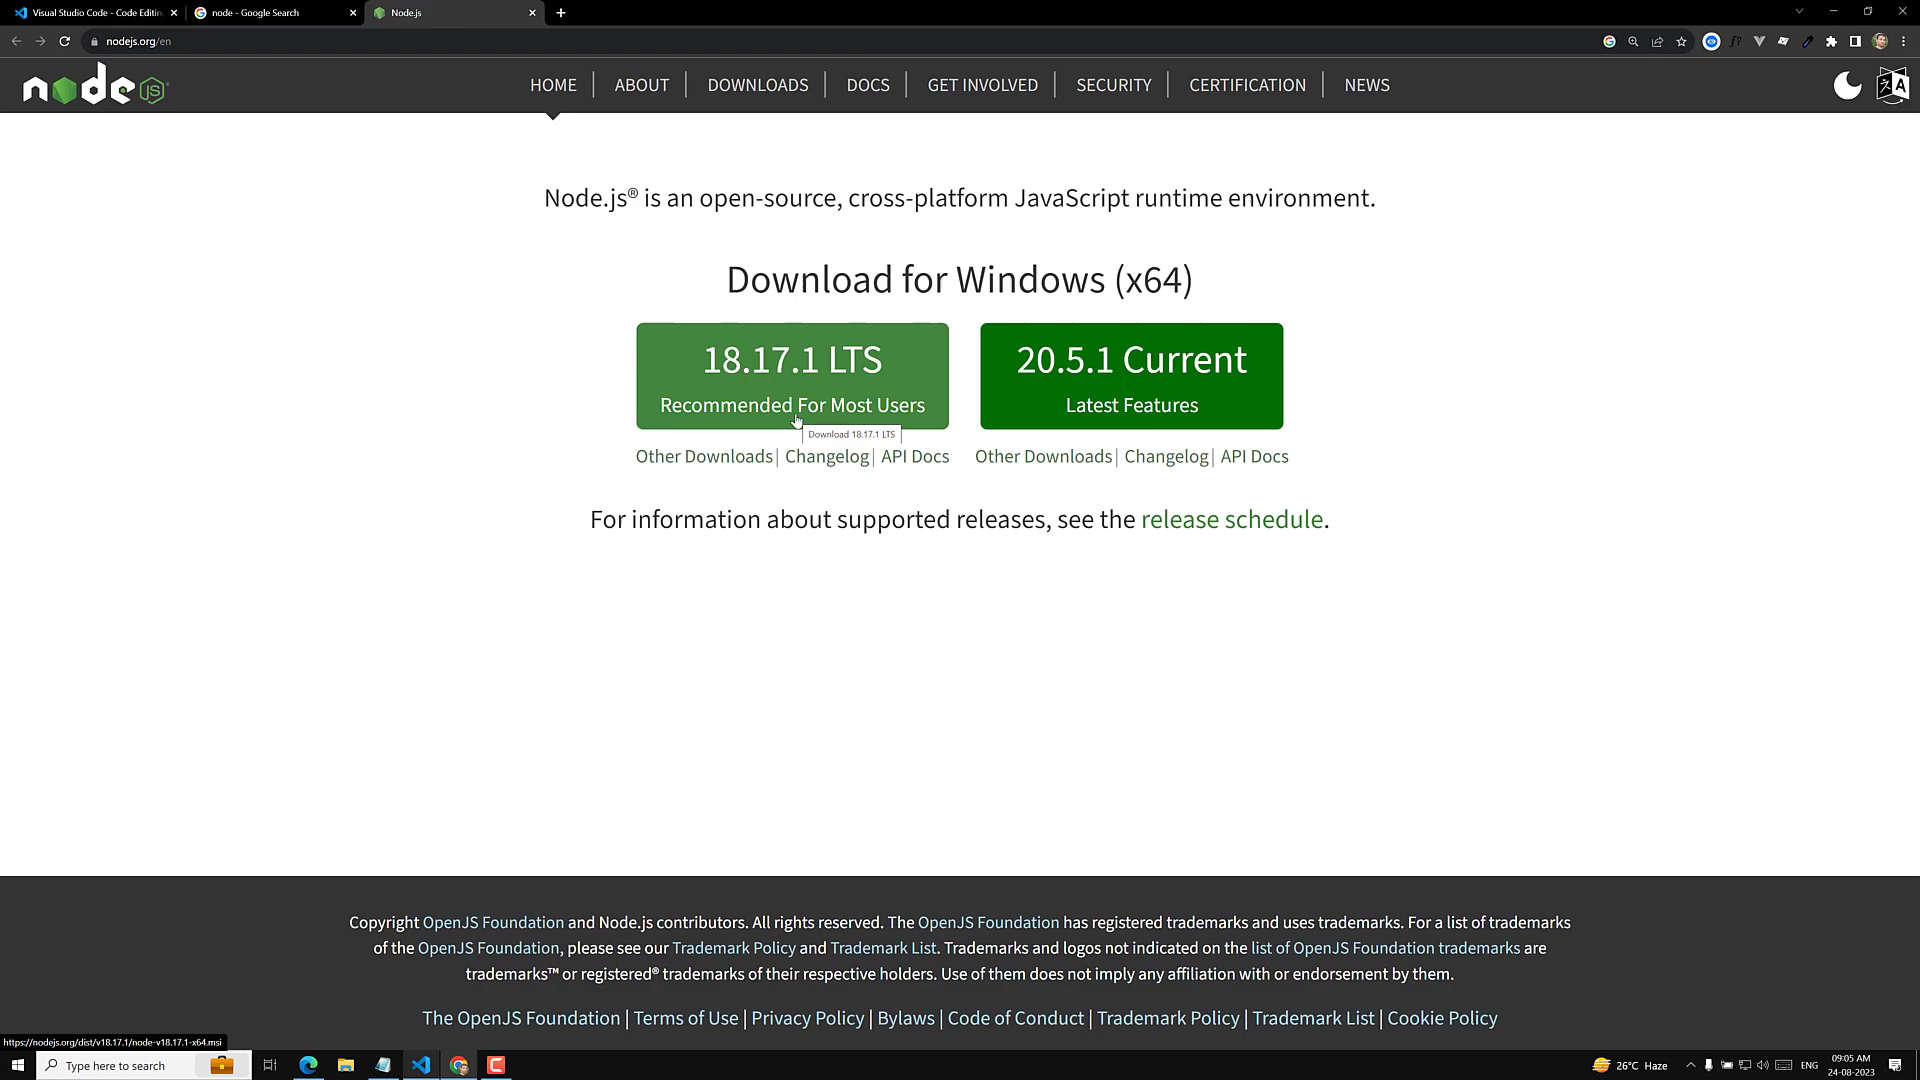 Visual Studio Code - Code Editin
node - Google Search
Node.js
nodejs.org/en
node JS
HOME
ABOUT
DOWNLOADS
DOCS
GET INVOLVED
SECURITY
CERTIFICATION
NEWS
Node.js® is an open-source, cross-platform JavaScript runtime environment.
Download for Windows (x64)
18.17.1 LTS
Recommended For Most Users
20.5.1 Current
Latest Features
Download 18.17.1 LTS
Other Downloads | Changelog | API Docs
Other Downloads | Changelog | API Docs
For information about supported releases, see the release schedule.
Copyright OpenJS Foundation and Node.js contributors. All rights reserved. The OpenJS Foundation has registered trademarks and uses trademarks. For a list of trademarks
of the OpenJS Foundation, please see our Trademark Policy and Trademark List. Trademarks and logos not indicated on the list of OpenJS Foundation trademarks are
trademarks™ or registered® trademarks of their respective holders. Use of them does not imply any affiliation with or endorsement by them.
The OpenJS Foundation | Terms of Use | Privacy Policy | Bylaws | Code of Conduct | Trademark Policy | Trademark List | Cookie Policy
https://nodejs.org/dist/v18.17.1/node-v18.17.1-x64.msi
Type here to search
26°C Haze
ENG
09:05 AM
24-08-2023